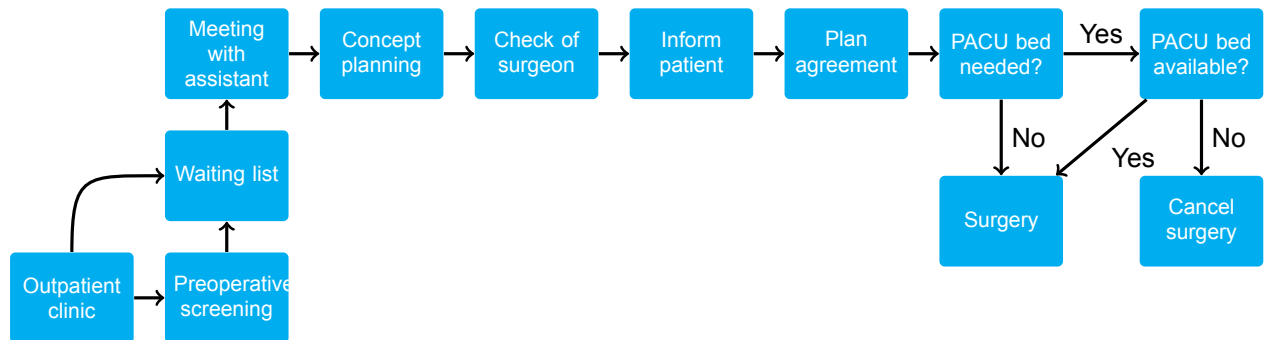 Meeting
with
assistant
Concept
planning
Check of
surgeon
Inform
patient
Plan
agreement
PACU bed
needed?
Yes
PACU bed
available?
No
Yes
No
Waiting list
Surgery
Cancel
surgery
Outpatient
clinic
Preoperative
screening